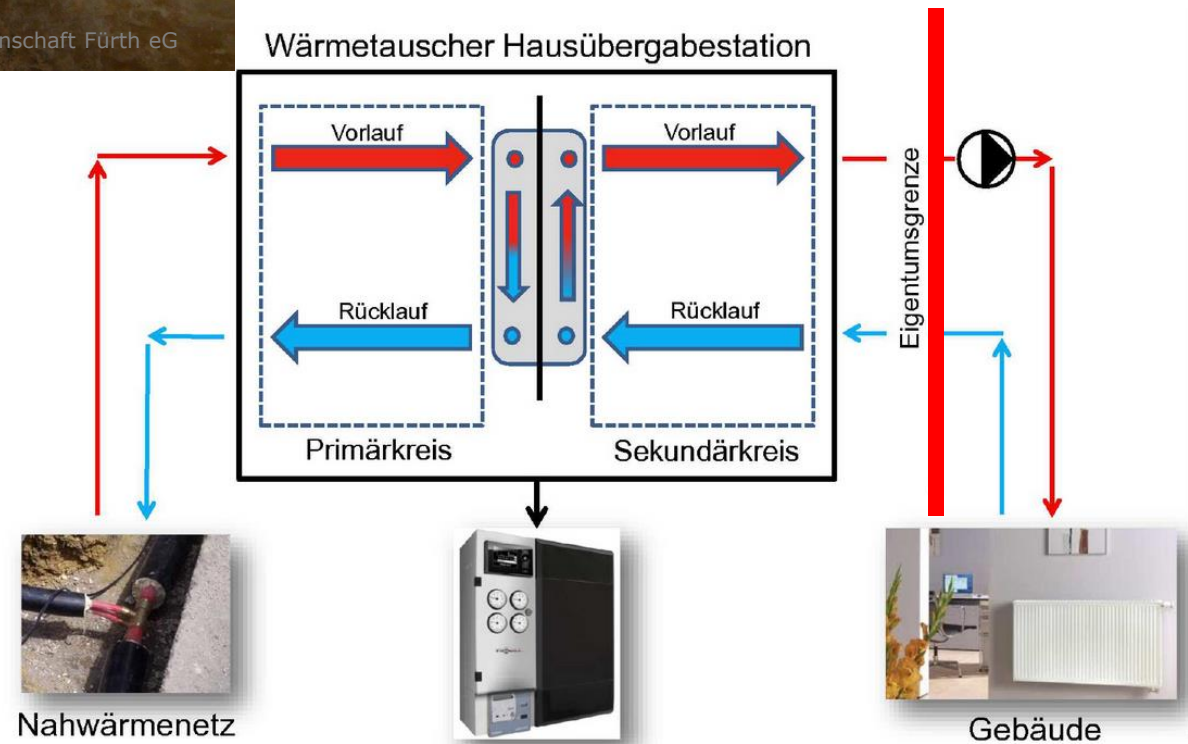 nschaft Fürth eG
Wärmetauscher Hausübergabestation
Vorlauf
Vorlauf
Rücklauf
Rücklauf
Primärkreis
Sekundärkreis
Eigentumsgrenze
Nahwärmenetz
Gebäude